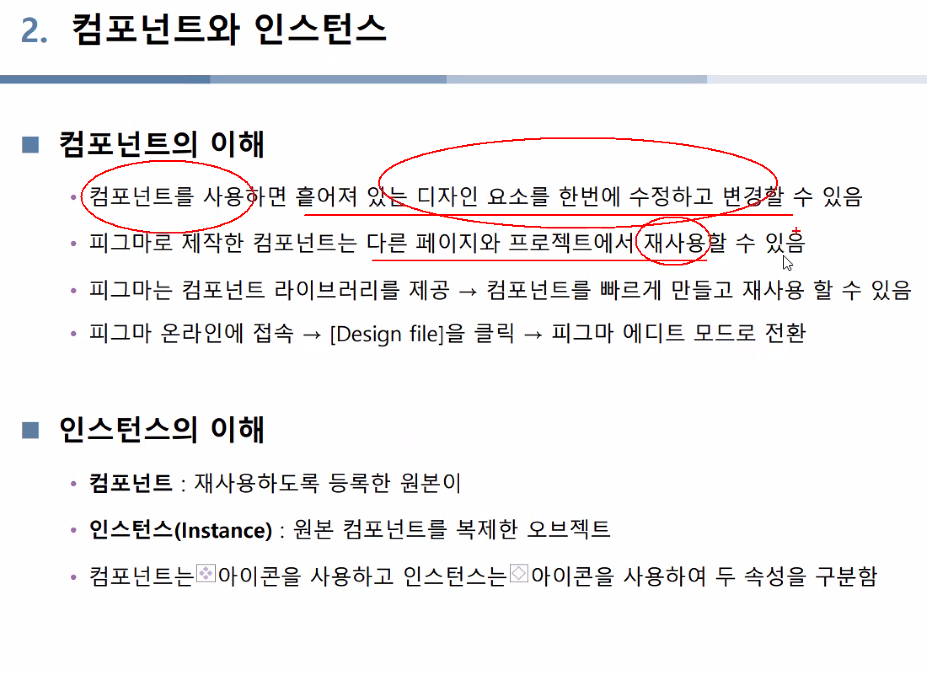 2. 컴포넌트와 인스턴스
■ 컴포넌트의 이해
• 컴포넌트를 사용하면 흩어져 있는 디자인 요소를 한번에 수정하고 변경할 수 있음
• 피그마로 제작한 컴포넌트는 다른 페이지와 프로젝트에서 재사용할 수 있음
• 피그마는 컴포넌트 라이브러리를 제공 → 컴포넌트를 빠르게 만들고 재사용 할 수 있음
• 피그마 온라인에 접속 → [Design file]을 클릭 → 피그마 에디트 모드로 전환
■ 인스턴스의 이해
• 컴포넌트 : 재사용하도록 등록한 원본이
• 인스턴스(Instance) : 원본 컴포넌트를 복제한 오브젝트
• 컴포넌트는 아이콘을 사용하고 인스턴스는 아이콘을 사용하여 두 속성을 구분함